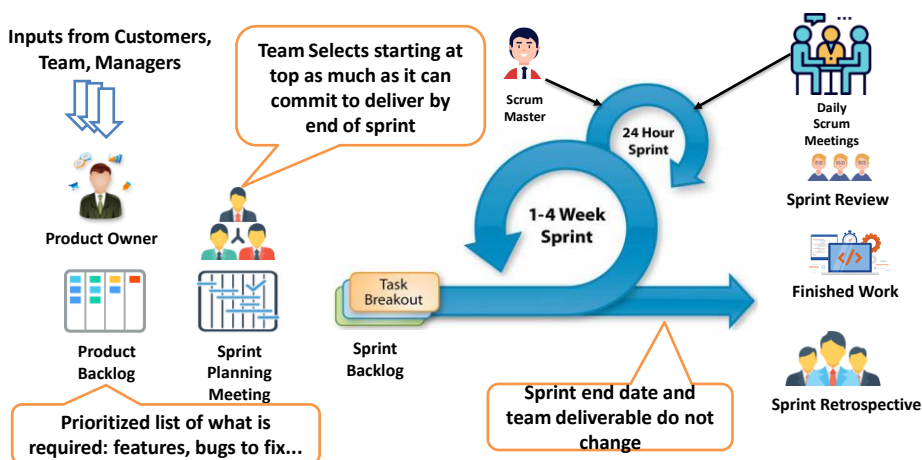 Inputs from Customers,
Team, Managers
Product Owner
Product
Backlog
Prioritized list of what is
required: features, bugs to fix...
Team Selects starting at
top as much as it can
commit to deliver by
end of sprint
Sprint
Planning
Meeting
Task
Breakout
Sprint
Backlog
1-4 Week
Sprint
Scrum
Master
24 Hour
Sprint
Sprint end date and
team deliverable do not
change
...
Daily
Scrum
Meetings
Sprint Review
</>
Finished Work
Sprint Retrospective